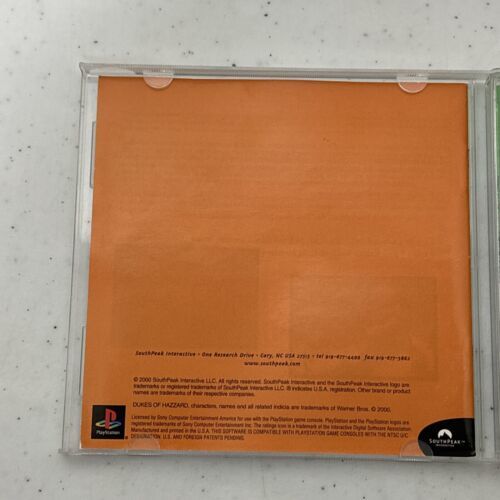 SouthPeak Interactive • One Research Drive • Cary, NC USA 27513 • tel 919-677-4499 fax 919-677-3862
www.southpeak.com
© 2000 SouthPeak Interactive LLC. All rights reserved. SouthPeak Interactive and the SouthPeak Interactive logo are
trademarks or registered trademarks of SouthPeak Interactive LLC. ® indicates U.S.A. registration. Other brand or product
names are trademarks of their respective companies.
DUKES OF HAZZARD, characters, names and all related indicia are trademarks of Warner Bros. © 2000.
Licensed by Sony Computer Entertainment America for use with the PlayStation game console. PlayStation and the PlayStation logos are
registered trademarks of Sony Computer Entertainment Inc. The ratings icon is a trademark of the Interactive Digital Software Association.
Manufactured and printed in the U.S.A. THIS SOFTWARE IS COMPATIBLE WITH PLAYSTATION GAME CONSOLES WITH THE NTSC U/C
DESIGNATION. U.S. AND FOREIGN PATENTS PENDING.
PlayStation
SOUTHPEAK™
INTERACTIVE